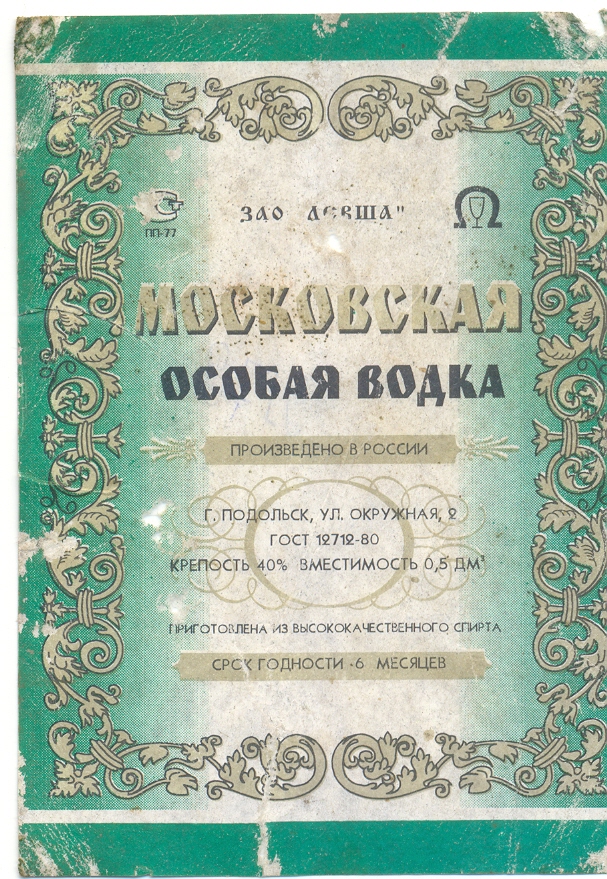 ЗАО ЛЕВША"
ПП-77
МОСКОВСКАЯ
ОСОБАЯ ВОДКА
ПРОИЗВЕДЕНО В РОССИИ
Г. ПОДОЛЬСК, УЛ. ОКРУЖНАЯ, 2
ГОСТ 12712-80
КРЕПОСТЬ 40% ВМЕСТИМОСТЬ 0,5 ДМ³
ПРИГОТОВЛЕНА ИЗ ВЫСОКОКАЧЕСТВЕННОГО СПИРТА
СРОК ГОДНОСТИ - 6 МЕСЯЦЕВ